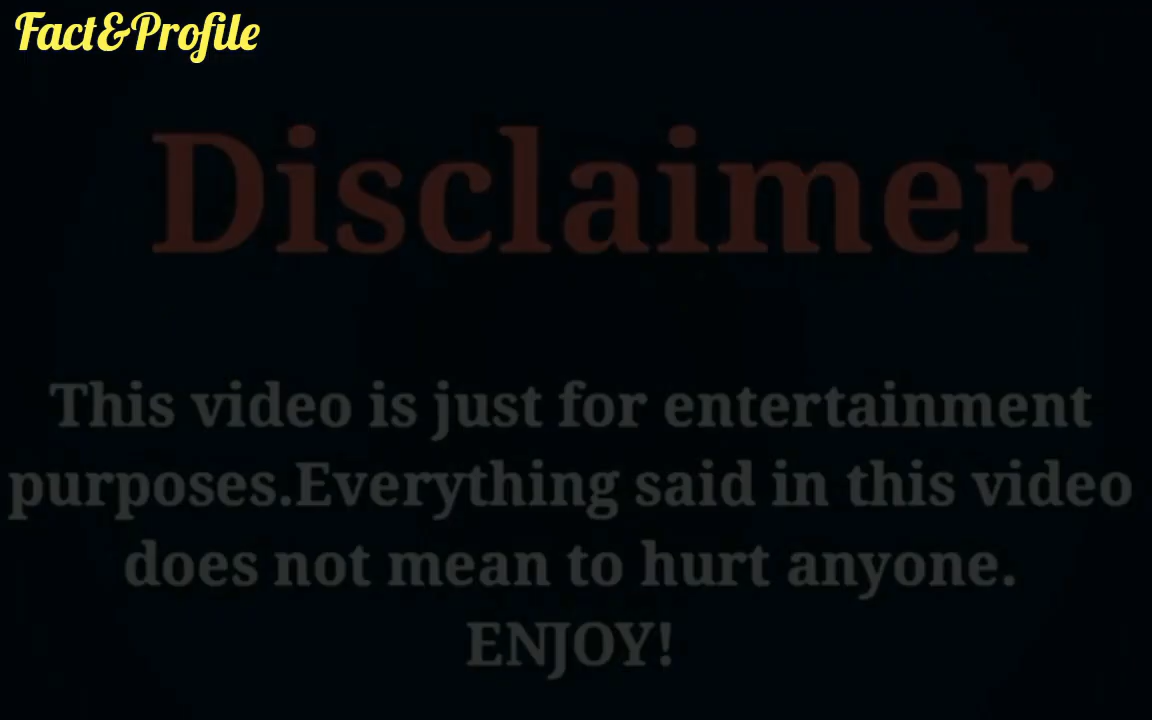 Fact&Profile
Disclaimer
This video is just for entertainment
purposes.Everything said in this video
does not mean to hurt anyone.
ENJOY!